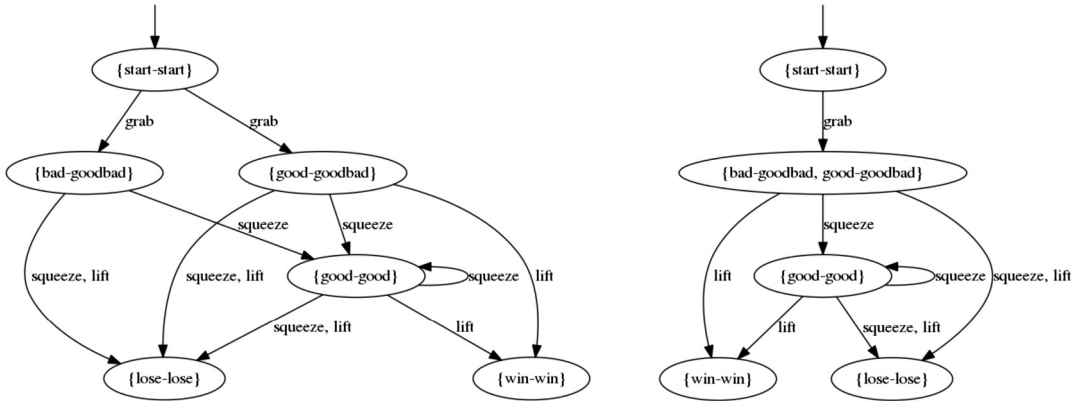 {start-start}
grab
grab
{bad-goodbad}
{good-goodbad}
squeeze
squeeze
squeeze, lift
squeeze, lift
{good-good}
squeeze
lift
squeeze, lift
lift
{lose-lose}
{win-win}
{start-start}
grab
{bad-goodbad, good-goodbad}
squeeze
lift
{good-good}
squeeze
squeeze, lift
lift
squeeze, lift
{win-win}
{lose-lose}